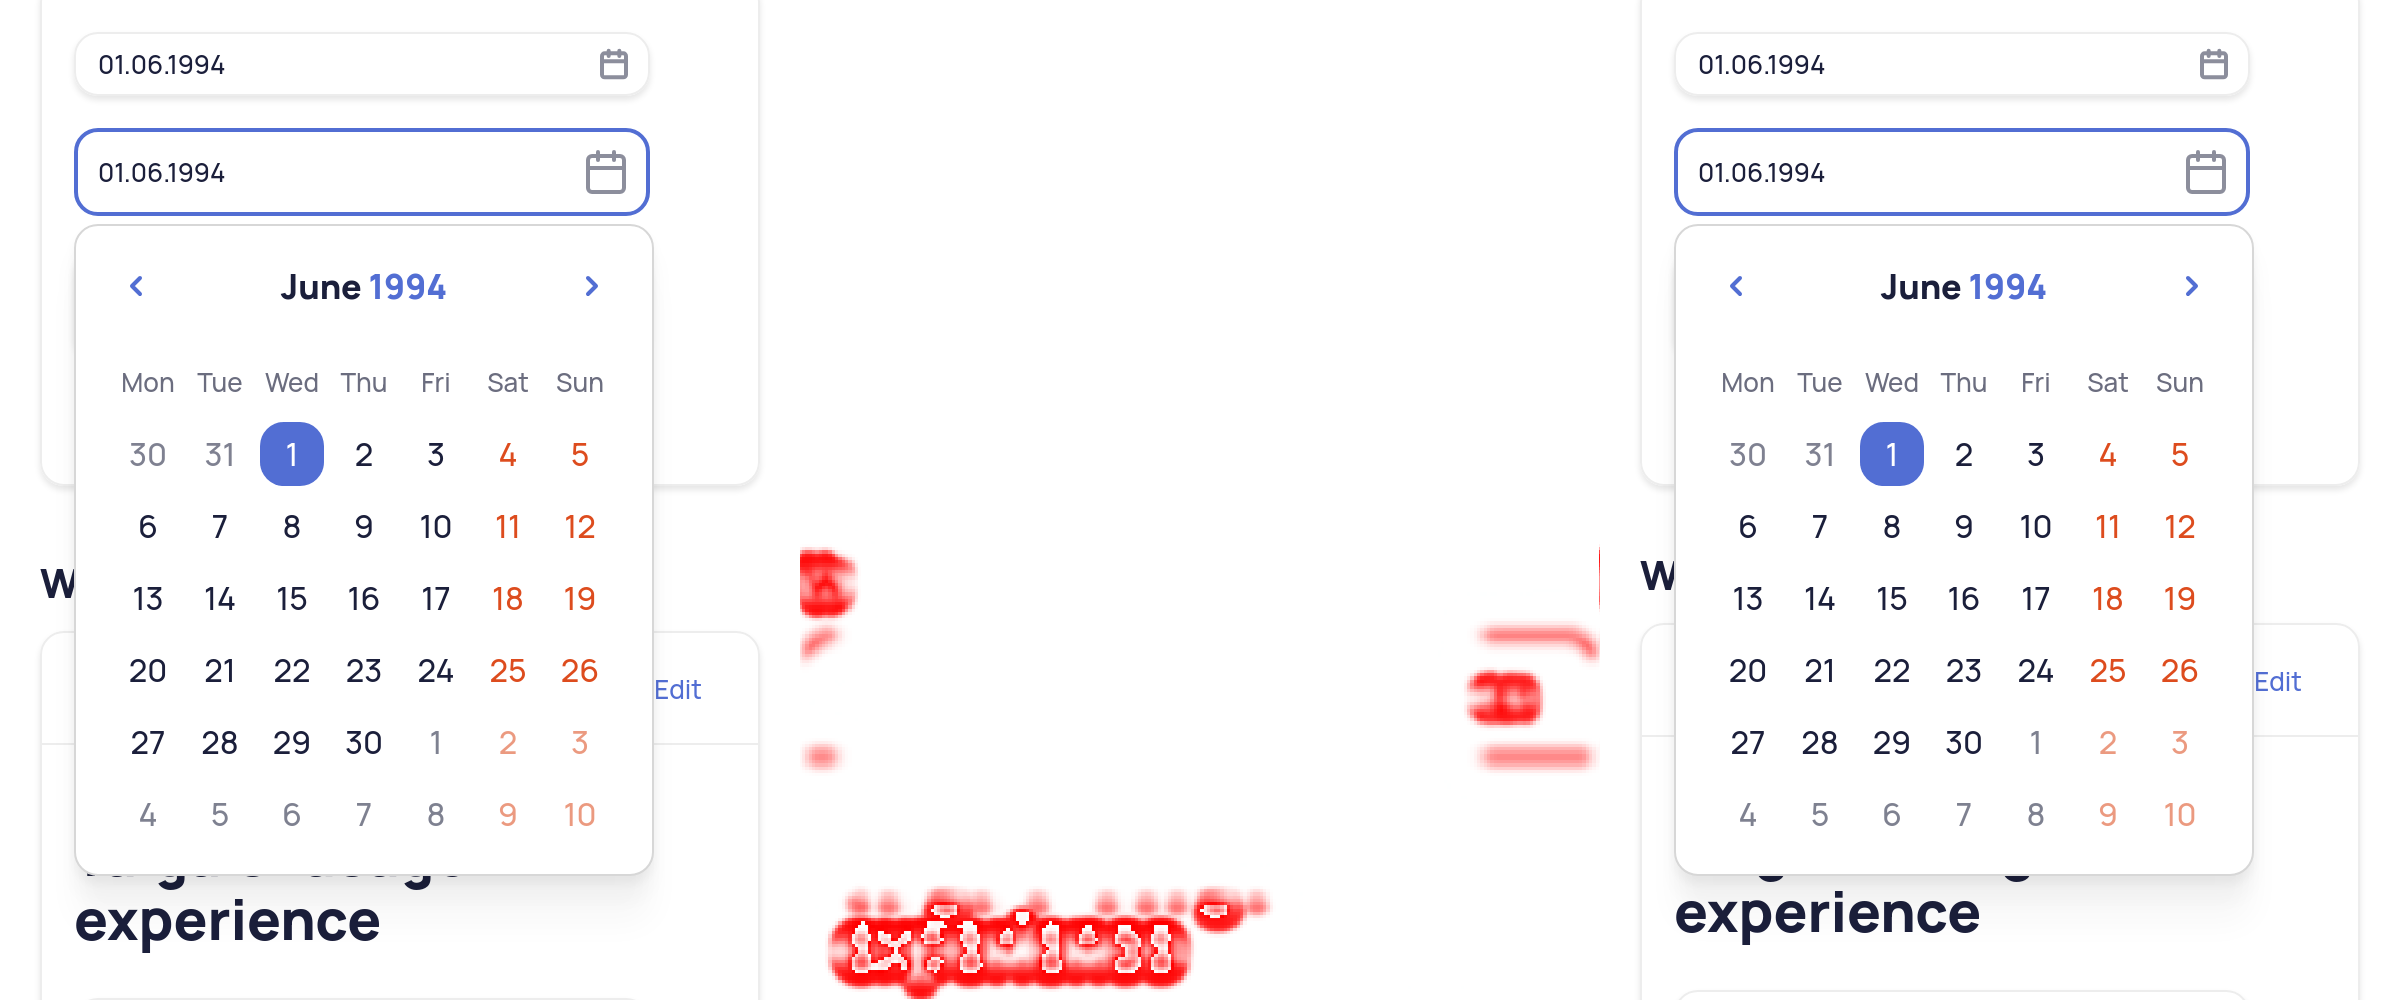 01.06.1994
01.06.1994
June 1994
Mon Tue Wed Thu Fri Sat Sun
30 31 1 2 3 4 5
6 7 8 9 10 11 12
13 14 15 16 17 18 19
20 21 22 23 24 25 26
27 28 29 30 1 2 3
4 5 6 7 8 9 10
Edit
experience
01.06.1994
01.06.1994
June 1994
Mon Tue Wed Thu Fri Sat Sun
30 31 1 2 3 4 5
6 7 8 9 10 11 12
13 14 15 16 17 18 19
20 21 22 23 24 25 26
27 28 29 30 1 2 3
4 5 6 7 8 9 10
Edit
experience